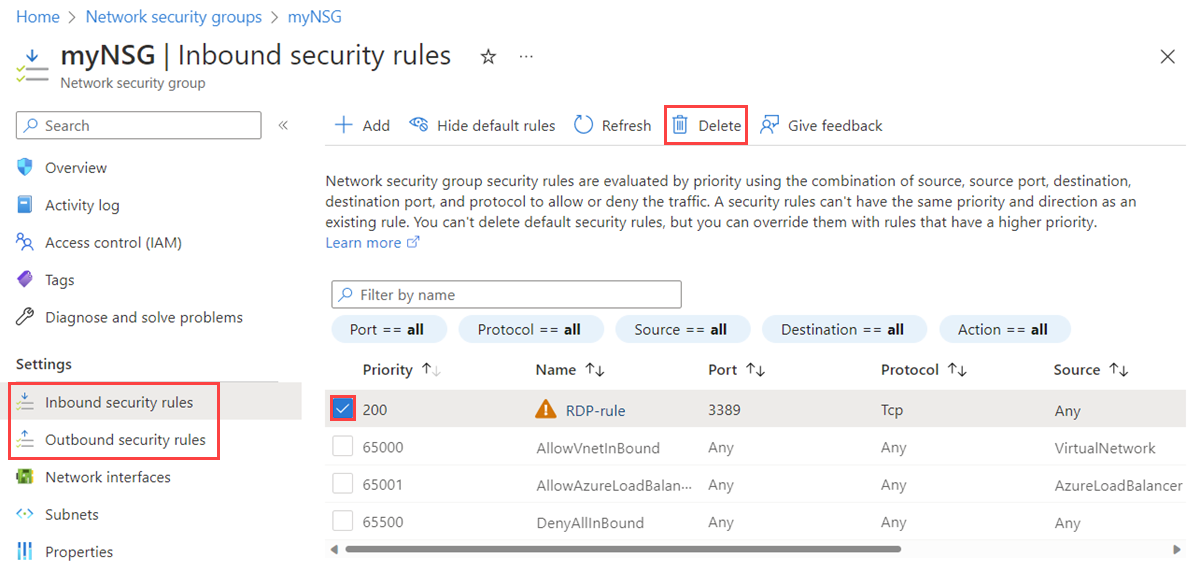 Home > Network security groups > myNSG
myNSG | Inbound security rules
Network security group
Search
Overview
Activity log
Access control (IAM)
Tags
Diagnose and solve problems
Settings
Inbound security rules
Outbound security rules
Network interfaces
Subnets
Properties
Add Hide default rules Refresh Delete Give feedback
Network security group security rules are evaluated by priority using the combination of source, source port, destination,
destination port, and protocol to allow or deny the traffic. A security rules can't have the same priority and direction as an
existing rule. You can't delete default security rules, but you can override them with rules that have a higher priority.
Learn more
Filter by name
Port == all Protocol == all Source == all Destination == all Action == all
Priority Name Port Protocol Source
200 RDP-rule 3389 Tcp Any
65000 AllowVnetInBound Any Any VirtualNetwork
65001 AllowAzureLoadBalan... Any Any AzureLoadBalancer
65500 DenyAllInBound Any Any Any